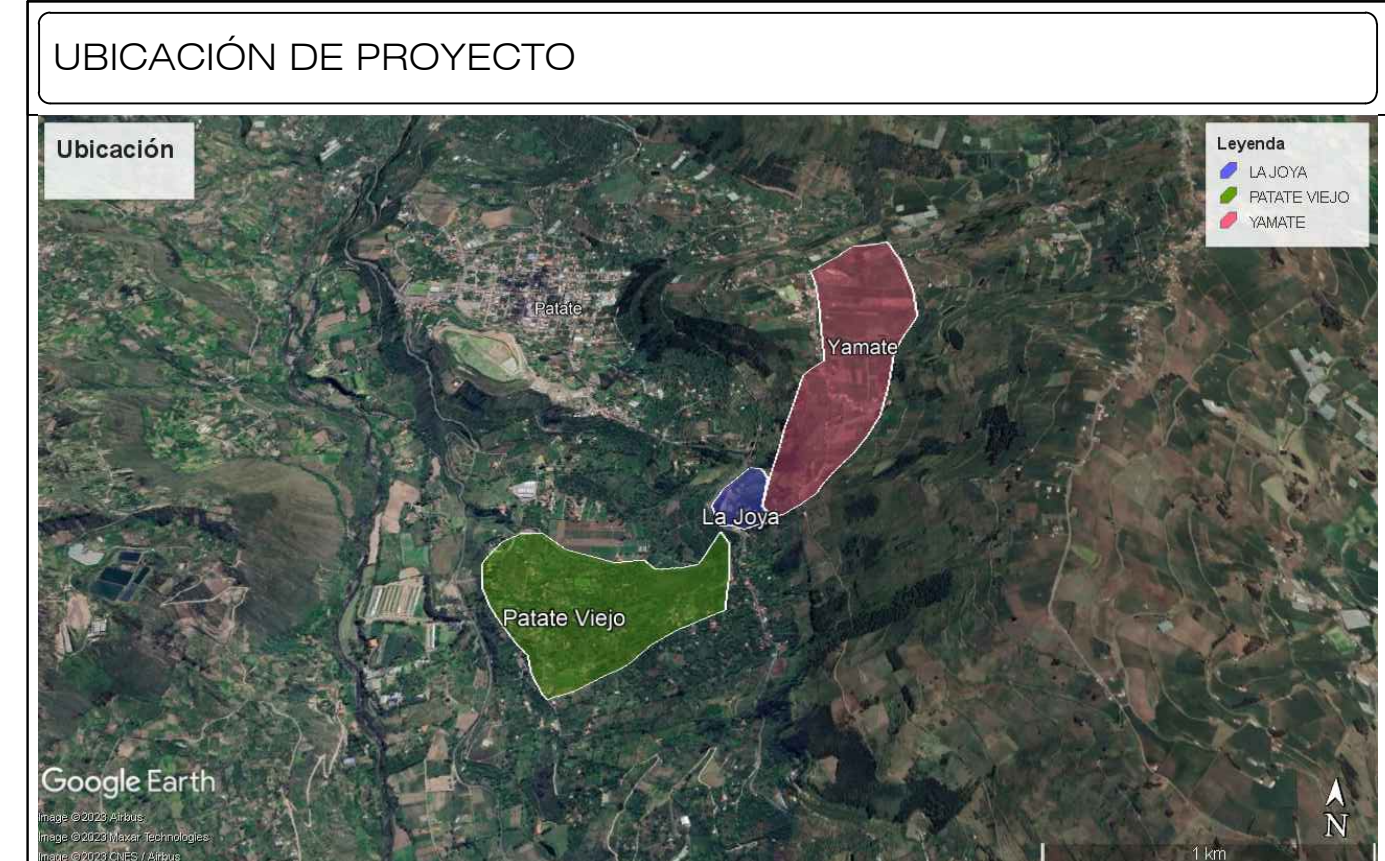 UBICACIÓN DE PROYECTO
Ubicación
Leyenda
LA JOYA
PATATE VIEJO
YAMATE
Patate
Yamate
La Joya
Patate Viejo
Google Earth
Image © 2023 Airbus
Image © 2023 Maxar Technologies
Image © 2023 CNES / Airbus
N
1 km